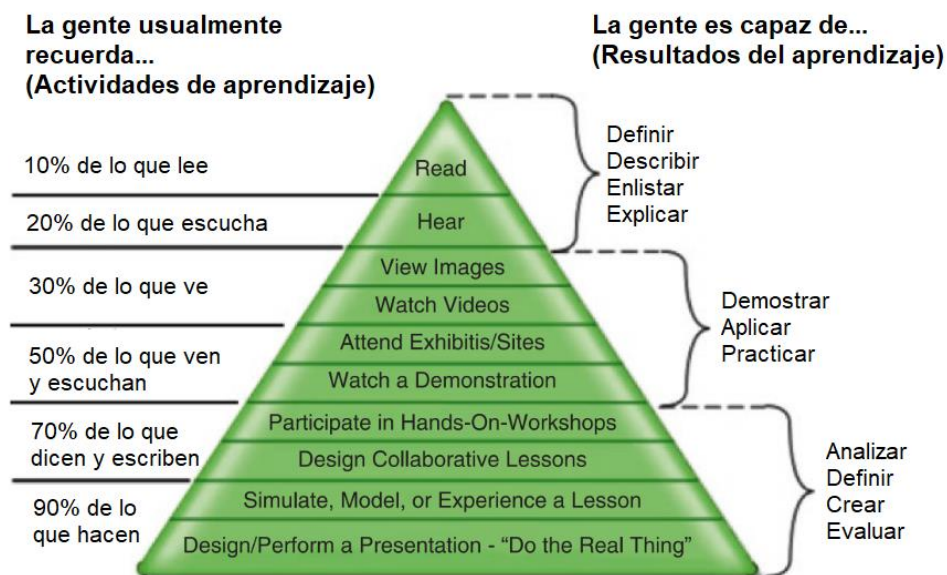 La gente usualmente
recuerda...
(Actividades de aprendizaje)
La gente es capaz de...
(Resultados del aprendizaje)
10% de lo que lee
20% de lo que escucha
30% de lo que ve
50% de lo que ven
y escuchan
70% de lo que
dicen y escriben
90% de lo
que hacen
Read
Hear
View Images
Watch Videos
Attend Exhibitis/Sites
Watch a Demonstration
Participate in Hands-On-Workshops
Design Collaborative Lessons
Simulate, Model, or Experience a Lesson
Design/Perform a Presentation - “Do the Real Thing”
Definir
Describir
Enlistar
Explicar
Demostrar
Aplicar
Practicar
Analizar
Definir
Crear
Evaluar